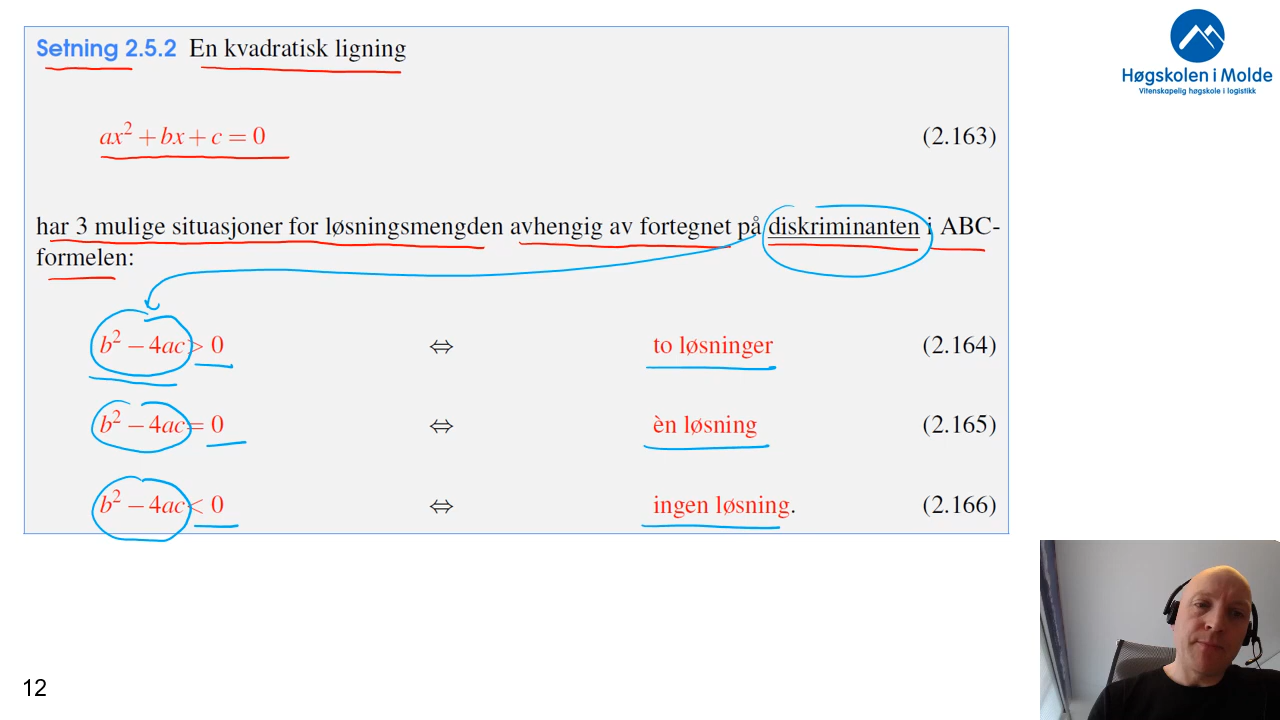 Setning 2.5.2 En kvadratisk ligning
Høgskolen i Molde
Vitenskapelig høgskole i logistikk
ax² + bx + c = 0 (2.163)
har 3 mulige situasjoner for løsningsmengden avhengig av fortegnet på diskriminanten i ABC-
formelen:
b² − 4ac > 0 ⇔ to løsninger (2.164)
b² − 4ac = 0 ⇔ èn løsning (2.165)
b² − 4ac < 0 ⇔ ingen løsning. (2.166)
12